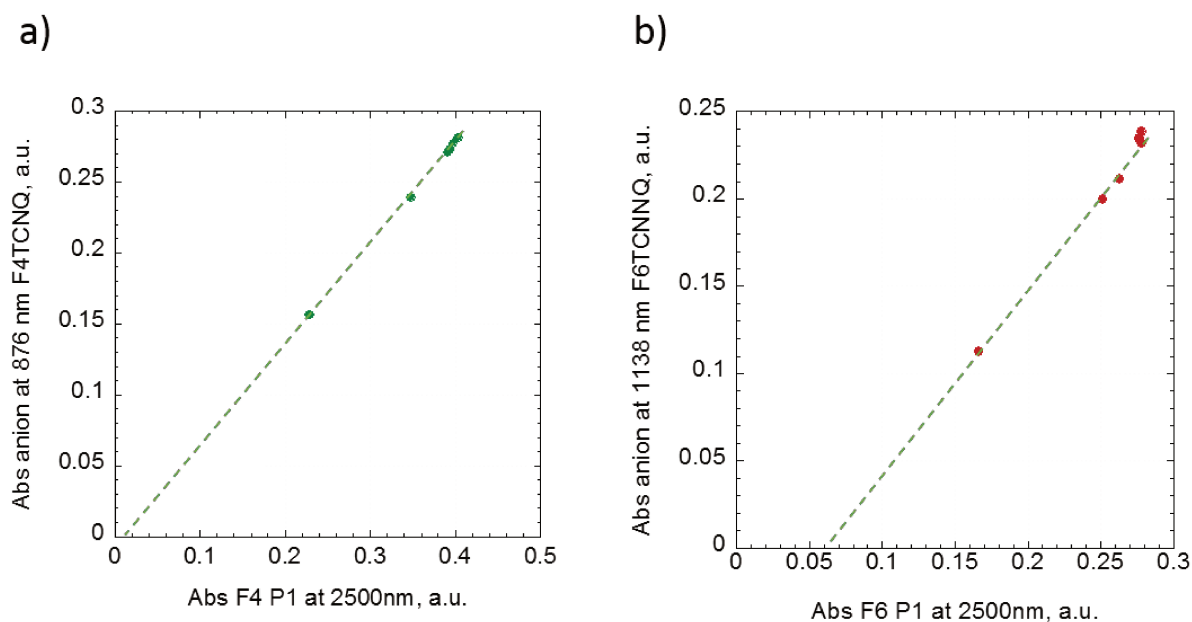 a)
Abs anion at 876 nm F4TCNQ, a.u.
0.3
0.25
0.2
0.15
0.1
0.05
0
0 0.1 0.2 0.3 0.4 0.5
Abs F4 P1 at 2500nm, a.u.
b)
Abs anion at 1138 nm F6TCNNQ, a.u.
0.25
0.2
0.15
0.1
0.05
0
0 0.05 0.1 0.15 0.2 0.25 0.3
Abs F6 P1 at 2500nm, a.u.